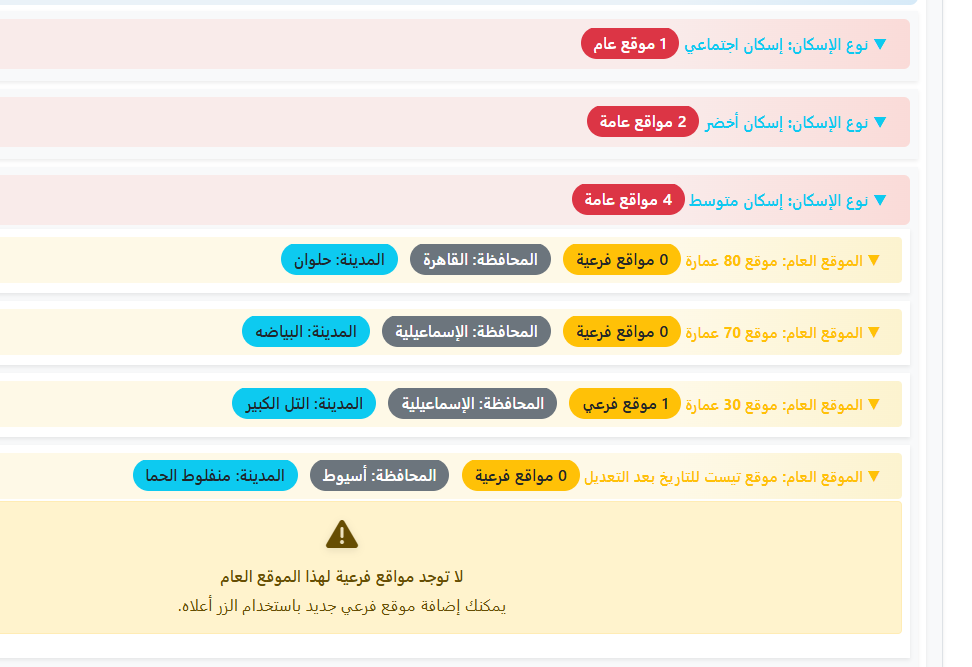 ▼ نوع الإسكان: إسكان اجتماعي 1 موقع عام
▼ نوع الإسكان: إسكان أخضر 2 مواقع عامة
▼ نوع الإسكان: إسكان متوسط 4 مواقع عامة
▼ الموقع العام: موقع 80 عمارة 0 مواقع فرعية المحافظة: القاهرة المدينة: حلوان
▼ الموقع العام: موقع 70 عمارة 0 مواقع فرعية المحافظة: الإسماعيلية المدينة: البياضه
▼ الموقع العام: موقع 30 عمارة 1 موقع فرعي المحافظة: الإسماعيلية المدينة: التل الكبير
▼ الموقع العام: موقع تيست للتاريخ بعد التعديل 0 مواقع فرعية المحافظة: أسيوط المدينة: منفلوط الحما
لا توجد مواقع فرعية لهذا الموقع العام
يمكنك إضافة موقع فرعي جديد باستخدام الزر أعلاه.